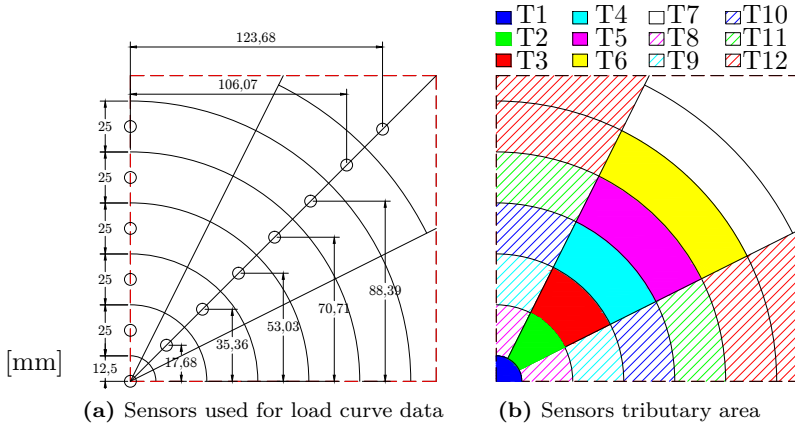 123,68
106,07
25
25
25
25
25
12,5
[mm]
17,68
35,36
53,03
70,71
88,39
(a) Sensors used for load curve data
T1 T4 T7 T10
T2 T5 T8 T11
T3 T6 T9 T12
(b) Sensors tributary area